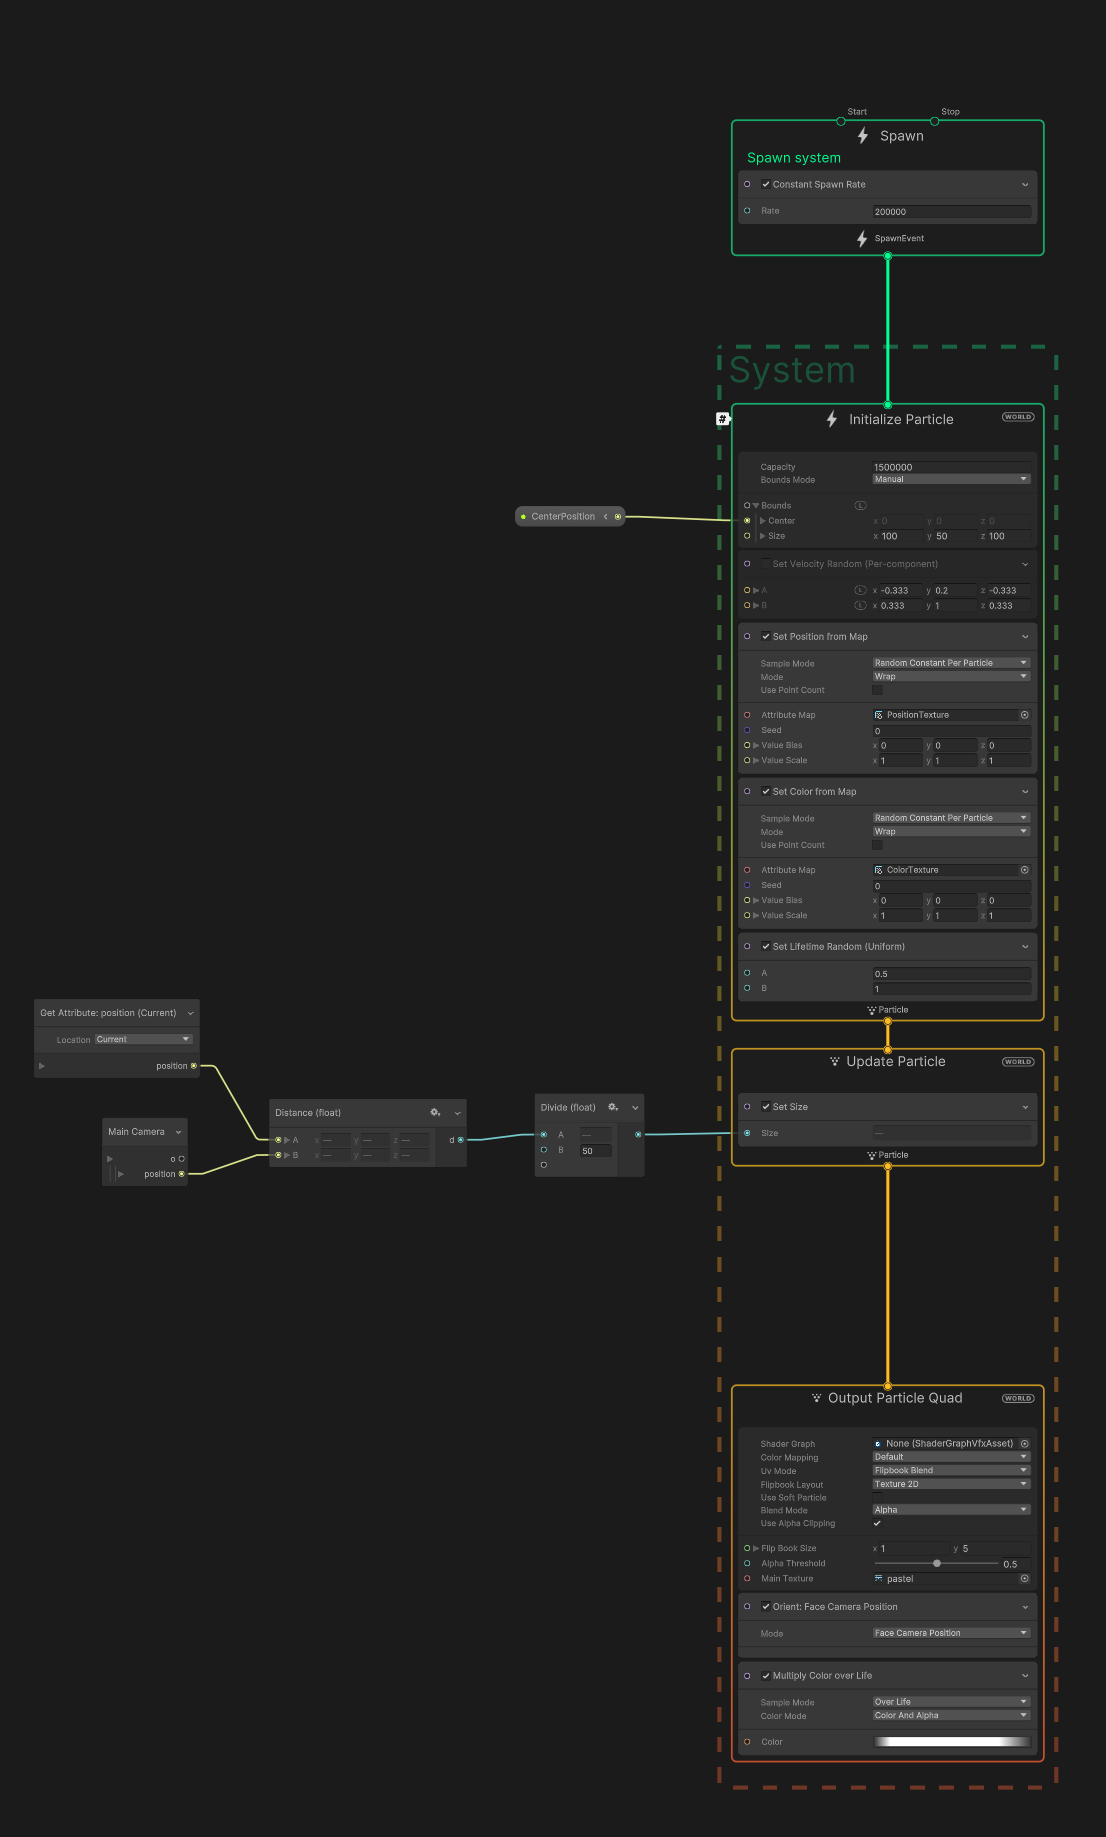 Start Stop
Spawn
Spawn system
Constant Spawn Rate
Rate 200000
SpawnEvent
System
# Initialize Particle WORLD
Capacity 1500000
Bounds Mode Manual
Bounds L
CenterPosition
Center x 0 y 0 z 0
Size x 100 y 50 z 100
Set Velocity Random (Per-component)
A L x -0.333 y 0.2 z -0.333
B L x 0.333 y 1 z 0.333
Set Position from Map
Sample Mode Random Constant Per Particle
Mode Wrap
Use Point Count
Attribute Map PositionTexture
Seed 0
Value Bias x 0 y 0 z 0
Value Scale x 1 y 1 z 1
Set Color from Map
Sample Mode Random Constant Per Particle
Mode Wrap
Use Point Count
Attribute Map ColorTexture
Seed 0
Value Bias x 0 y 0 z 0
Value Scale x 1 y 1 z 1
Set Lifetime Random (Uniform)
A 0.5
B 1
Particle
Get Attribute: position (Current)
Location Current
position
Main Camera
o
position
Distance (float)
A x — y — z — d
B x — y — z —
Divide (float)
A —
B 50
Update Particle WORLD
Set Size
Size —
Particle
Output Particle Quad WORLD
Shader Graph None (ShaderGraphVfxAsset)
Color Mapping Default
Uv Mode Flipbook Blend
Flipbook Layout Texture 2D
Use Soft Particle
Blend Mode Alpha
Use Alpha Clipping
Flip Book Size x 1 y 5
Alpha Threshold 0.5
Main Texture pastel
Orient: Face Camera Position
Mode Face Camera Position
Multiply Color over Life
Sample Mode Over Life
Color Mode Color And Alpha
Color